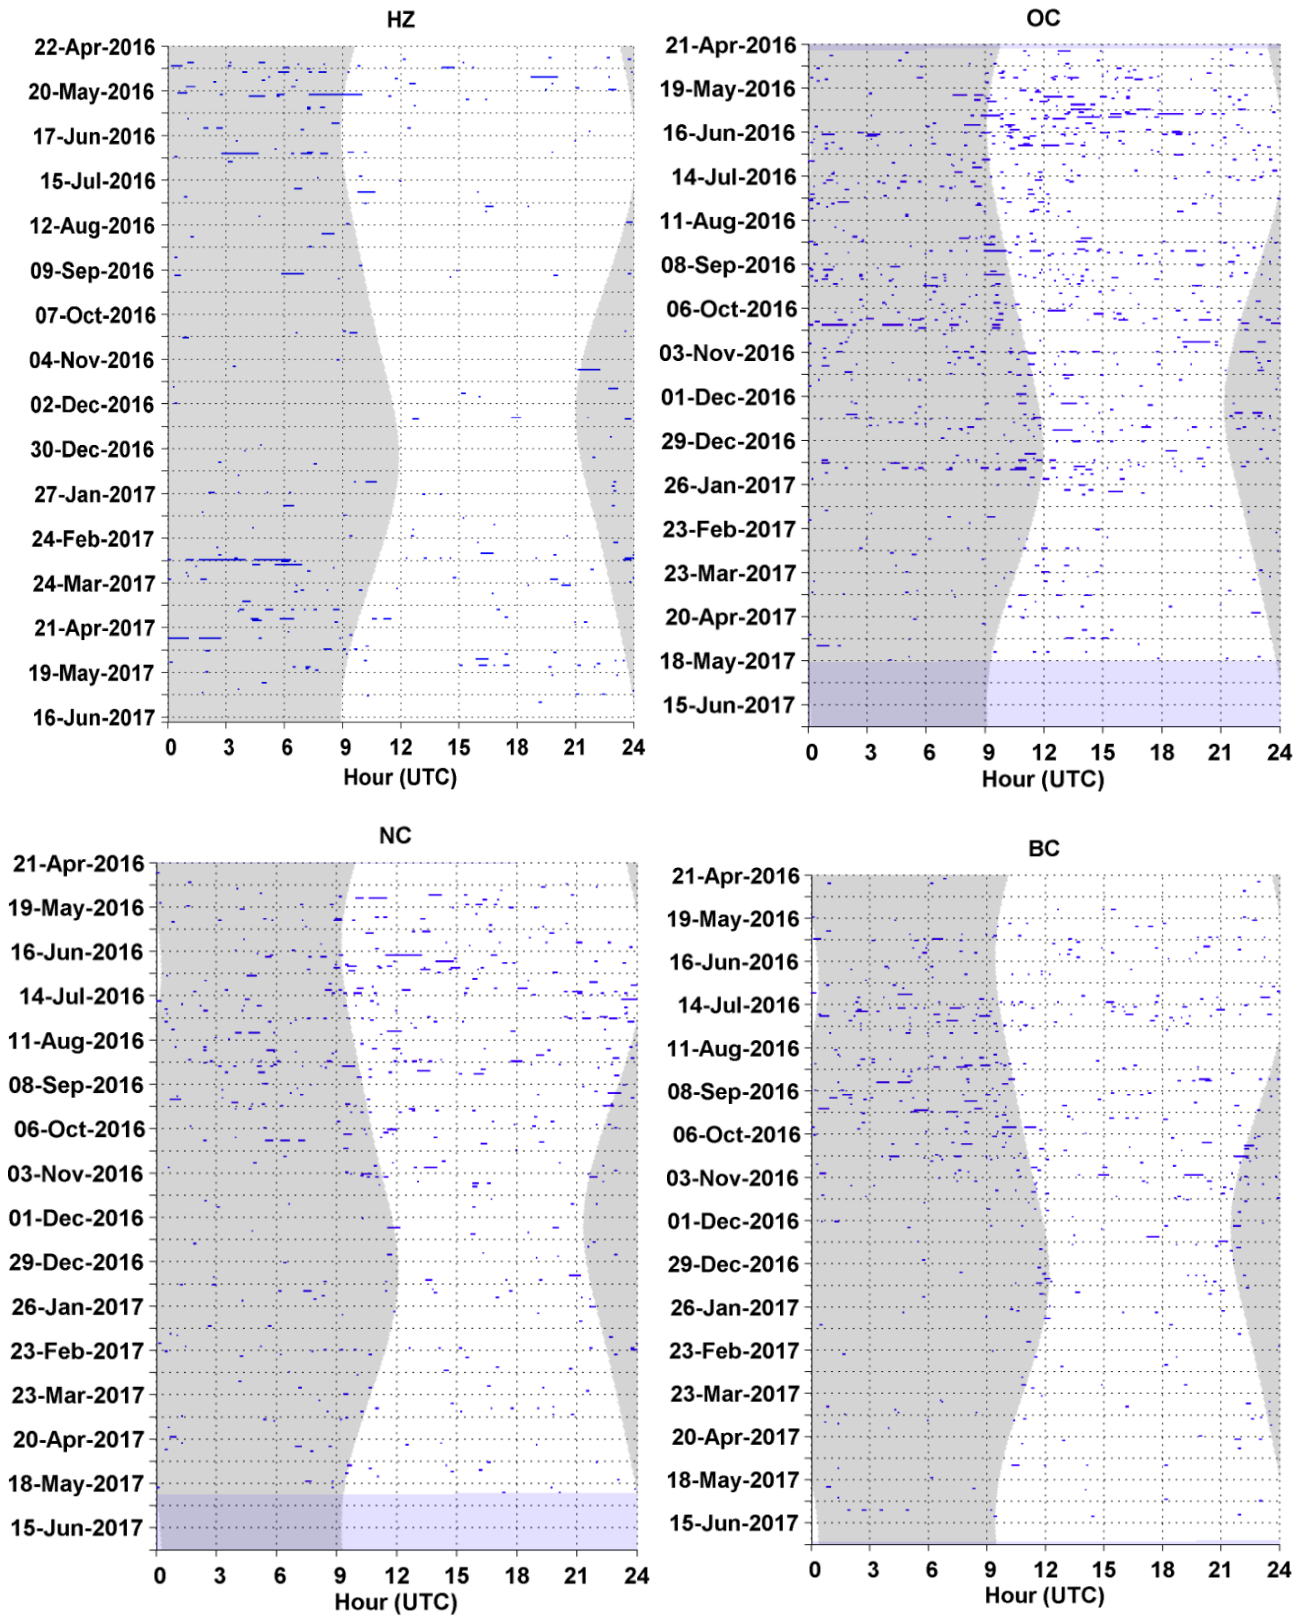 HZ
22-Apr-2016
20-May-2016
17-Jun-2016
15-Jul-2016
12-Aug-2016
09-Sep-2016
07-Oct-2016
04-Nov-2016
02-Dec-2016
30-Dec-2016
27-Jan-2017
24-Feb-2017
24-Mar-2017
21-Apr-2017
19-May-2017
16-Jun-2017
0 3 6 9 12 15 18 21 24
Hour (UTC)
OC
21-Apr-2016
19-May-2016
16-Jun-2016
14-Jul-2016
11-Aug-2016
08-Sep-2016
06-Oct-2016
03-Nov-2016
01-Dec-2016
29-Dec-2016
26-Jan-2017
23-Feb-2017
23-Mar-2017
20-Apr-2017
18-May-2017
15-Jun-2017
0 3 6 9 12 15 18 21 24
Hour (UTC)
NC
21-Apr-2016
19-May-2016
16-Jun-2016
14-Jul-2016
11-Aug-2016
08-Sep-2016
06-Oct-2016
03-Nov-2016
01-Dec-2016
29-Dec-2016
26-Jan-2017
23-Feb-2017
23-Mar-2017
20-Apr-2017
18-May-2017
15-Jun-2017
0 3 6 9 12 15 18 21 24
Hour (UTC)
BC
21-Apr-2016
19-May-2016
16-Jun-2016
14-Jul-2016
11-Aug-2016
08-Sep-2016
06-Oct-2016
03-Nov-2016
01-Dec-2016
29-Dec-2016
26-Jan-2017
23-Feb-2017
23-Mar-2017
20-Apr-2017
18-May-2017
15-Jun-2017
0 3 6 9 12 15 18 21 24
Hour (UTC)